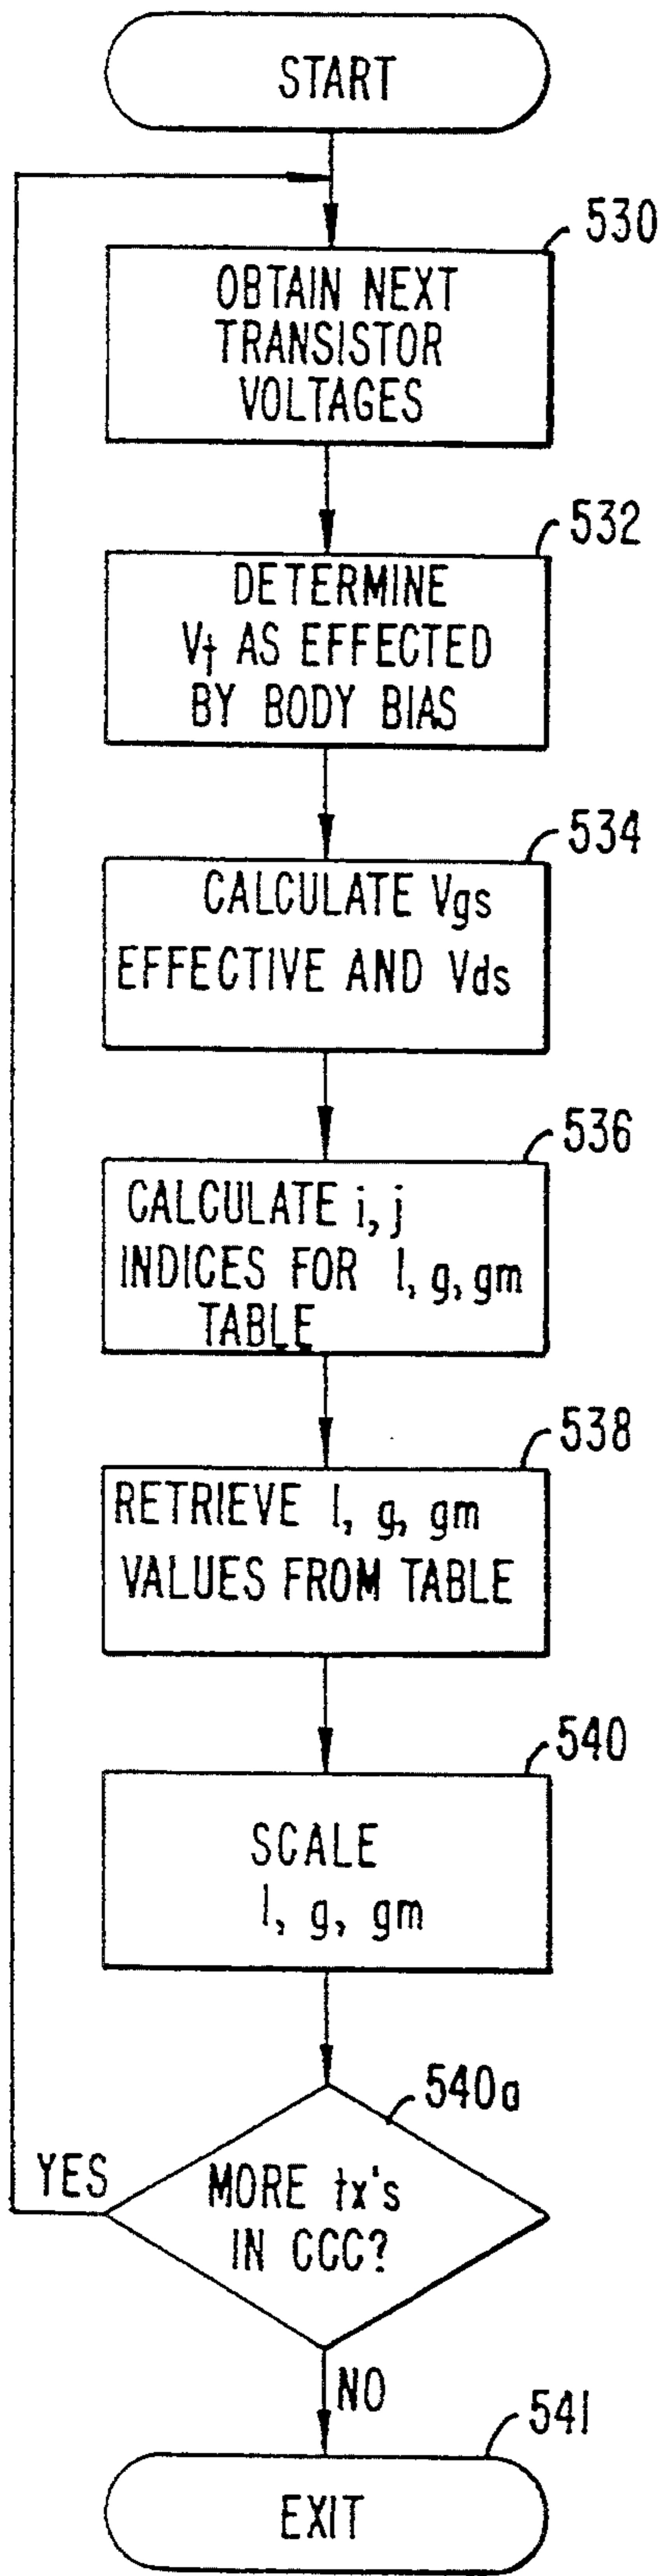 START
530
OBTAIN NEXT
TRANSISTOR
VOLTAGES
532
DETERMINE
Vt AS EFFECTED
BY BODY BIAS
534
CALCULATE Vgs
EFFECTIVE AND Vds
536
CALCULATE i, j
INDICES FOR I, g, gm
TABLE
538
RETRIEVE I, g, gm
VALUES FROM TABLE
540
SCALE
I, g, gm
540a
YES
MORE tx's
IN CCC?
NO
541
EXIT